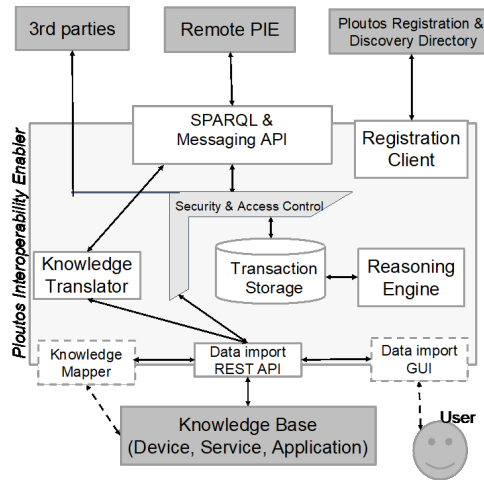 3rd parties
Remote PIE
Ploutos Registration &
Discovery Directory
SPARQL &
Messaging API
Registration
Client
Ploutos Interoperability Enabler
Security & Access Control
Knowledge
Translator
Transaction
Storage
Reasoning
Engine
Knowledge
Mapper
Data import
REST API
Data import
GUI
Knowledge Base
(Device, Service, Application)
User